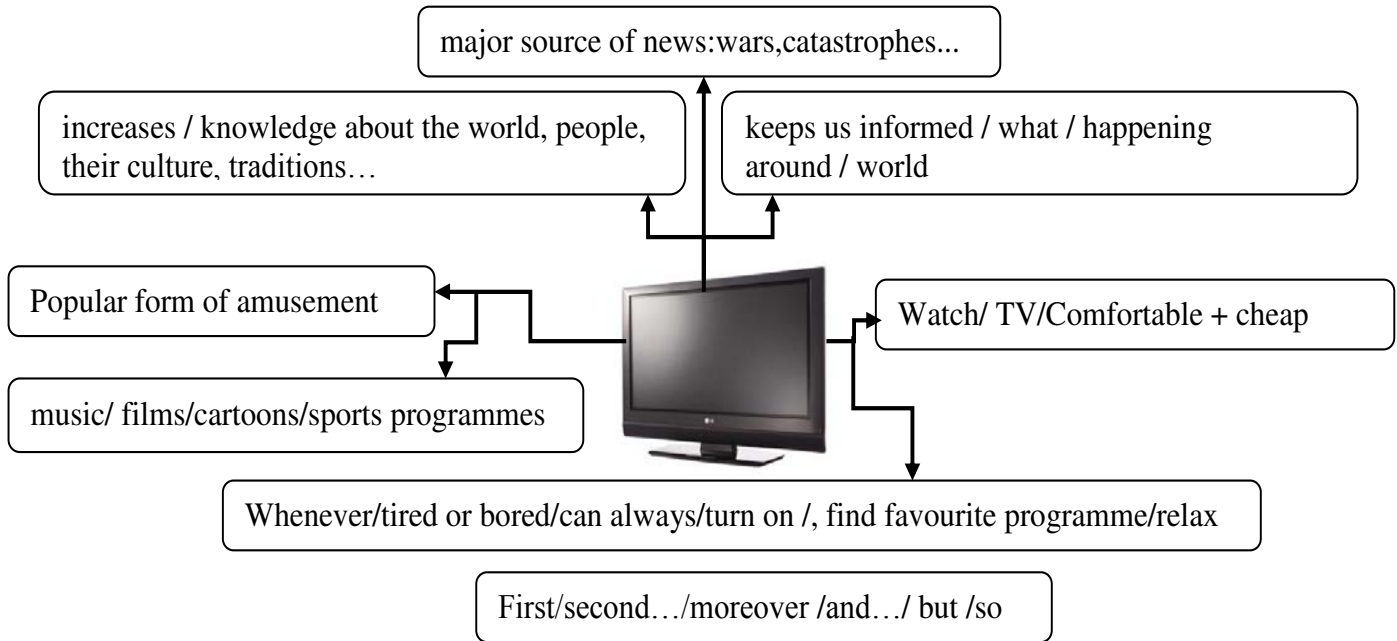 major source of news:wars,catastrophes...
increases / knowledge about the world, people,
their culture, traditions…
keeps us informed / what / happening
around / world
Popular form of amusement
Watch/ TV/Comfortable + cheap
music/ films/cartoons/sports programmes
LG
Whenever/tired or bored/can always/turn on /, find favourite programme/relax
First/second…/moreover /and…/ but /so